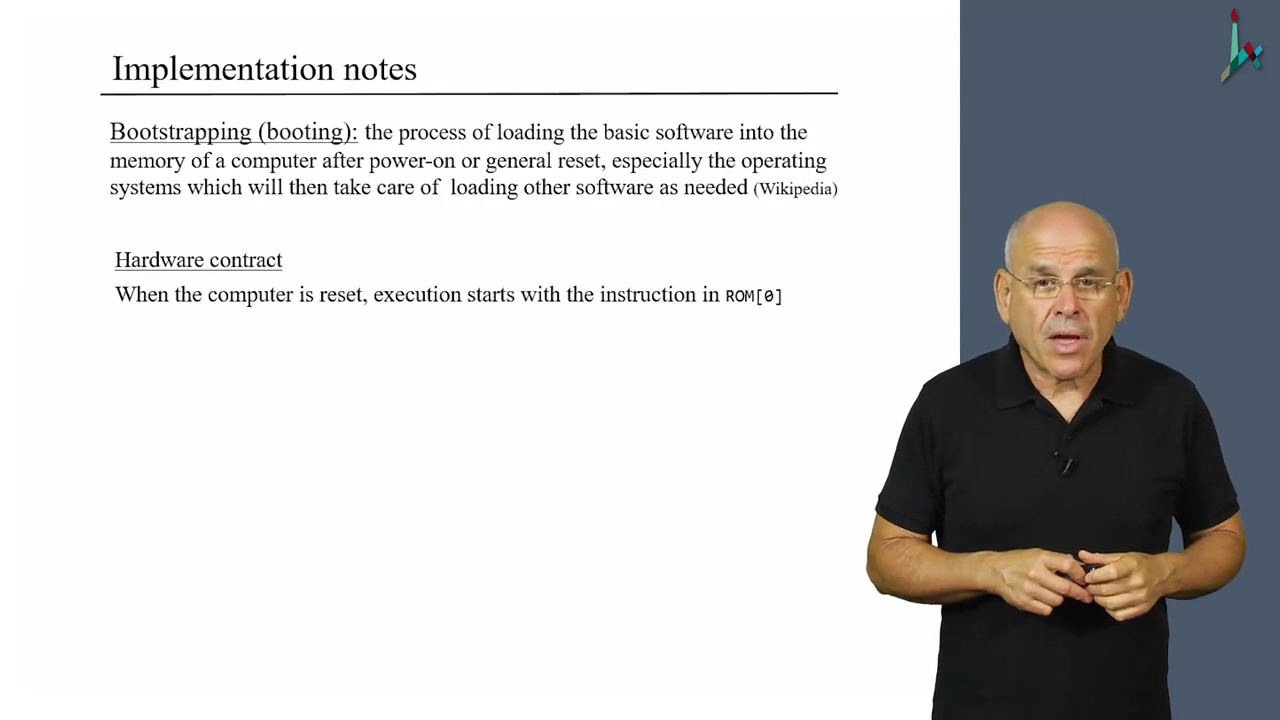 Implementation notes
Bootstrapping (booting): the process of loading the basic software into the
memory of a computer after power-on or general reset, especially the operating
systems which will then take care of loading other software as needed (Wikipedia)
Hardware contract
When the computer is reset, execution starts with the instruction in ROM[0]